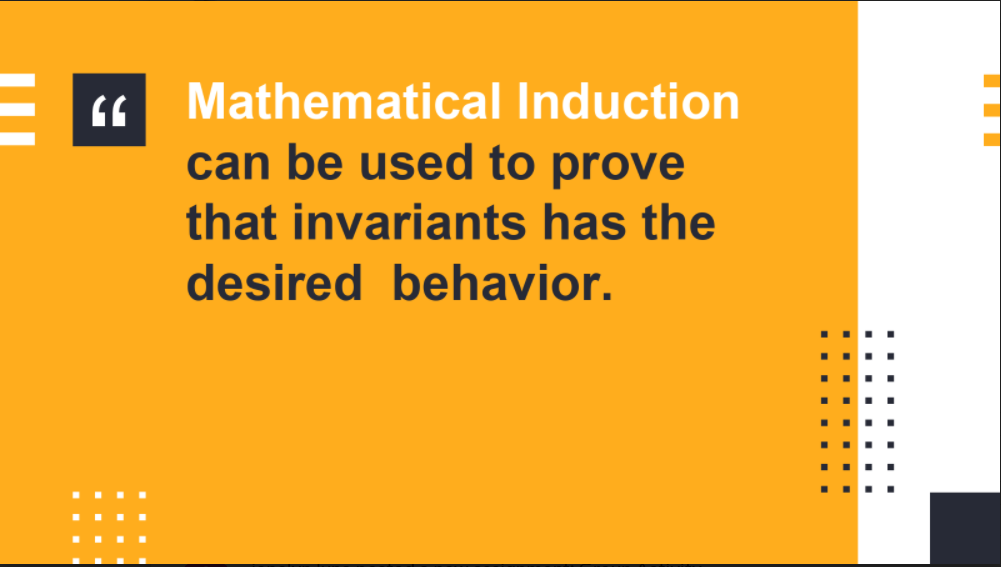 “
Mathematical Induction
can be used to prove
that invariants has the
desired  behavior.